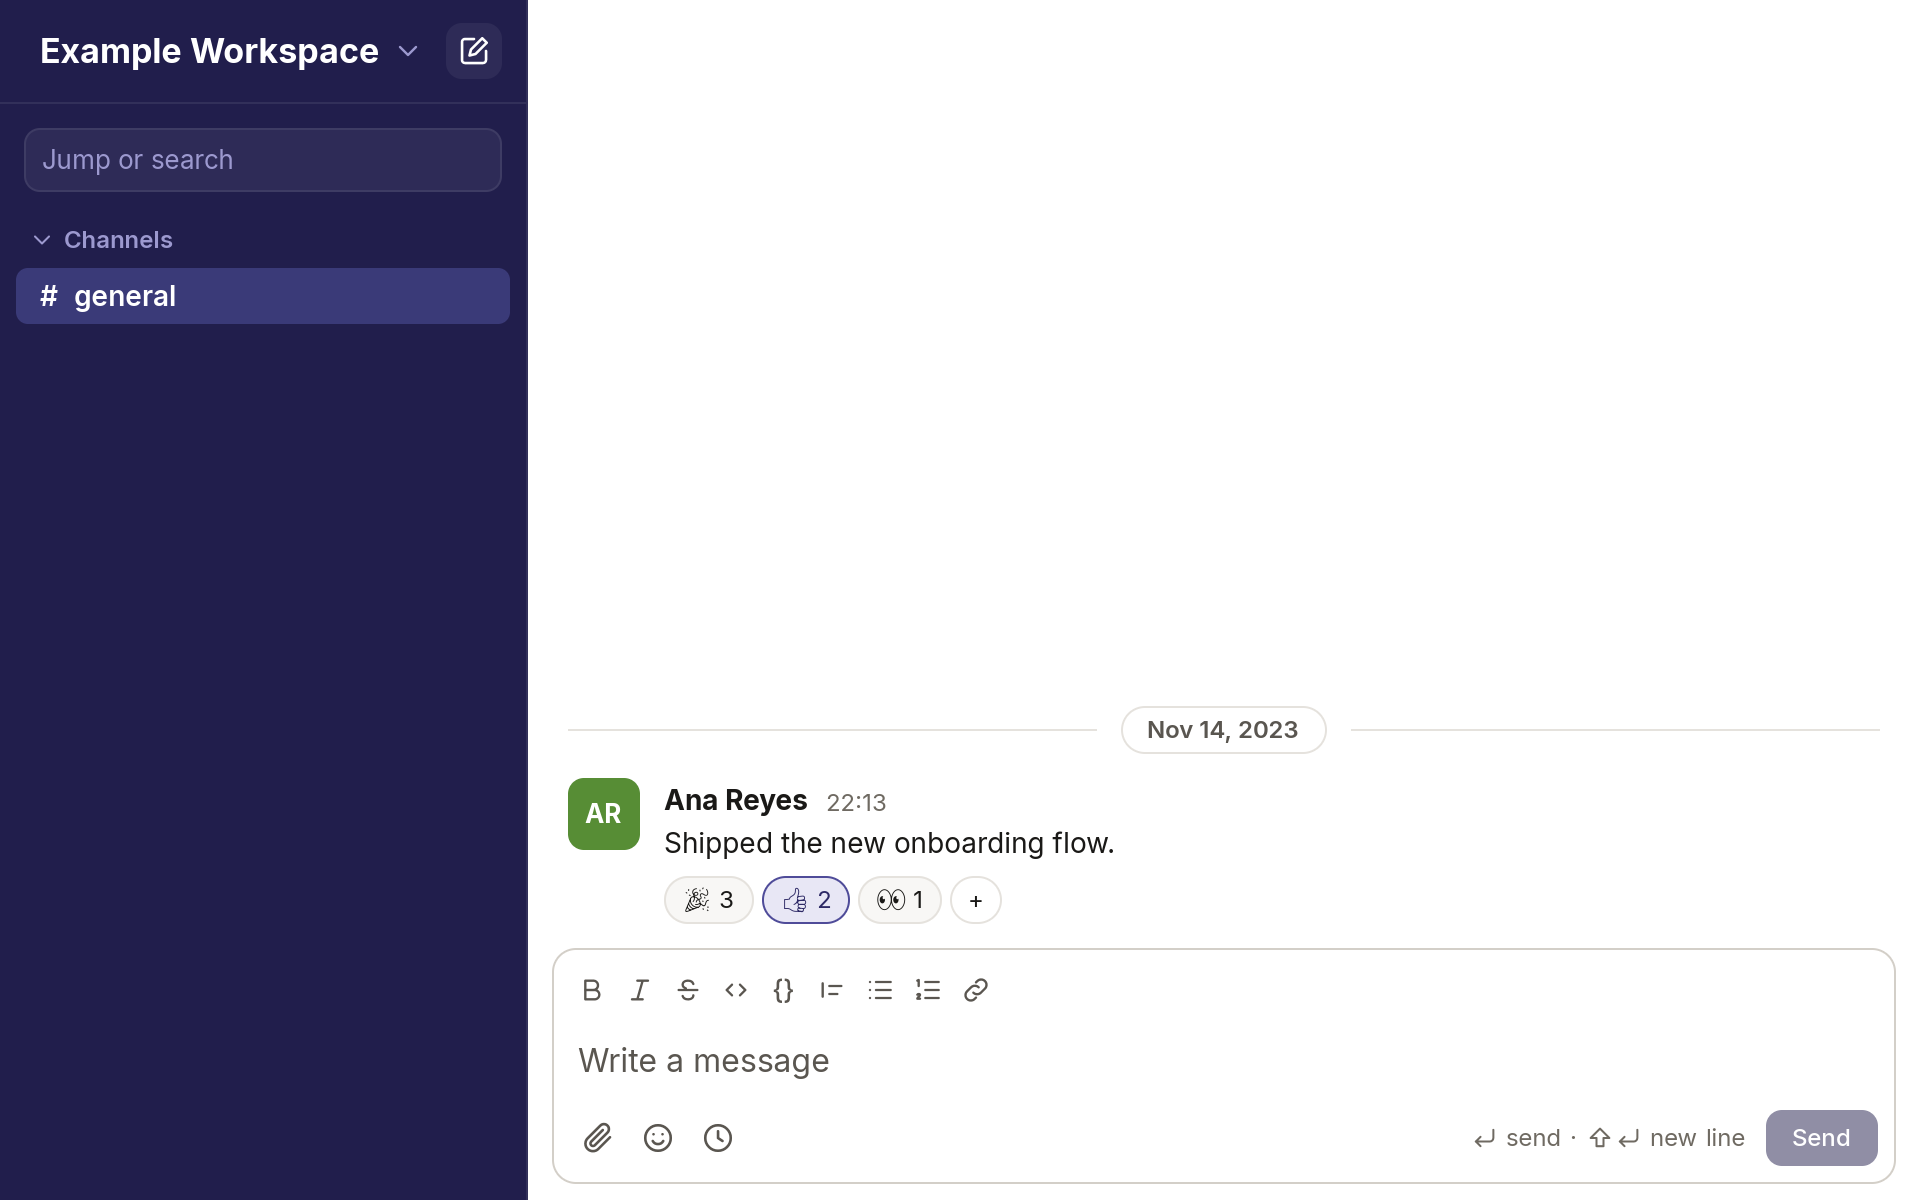 Example Workspace
Jump or search
Channels
# general
Nov 14, 2023
AR
Ana Reyes 22:13
Shipped the new onboarding flow.
🎉 3 👍 2 👀 1 +
Write a message
send · new line Send